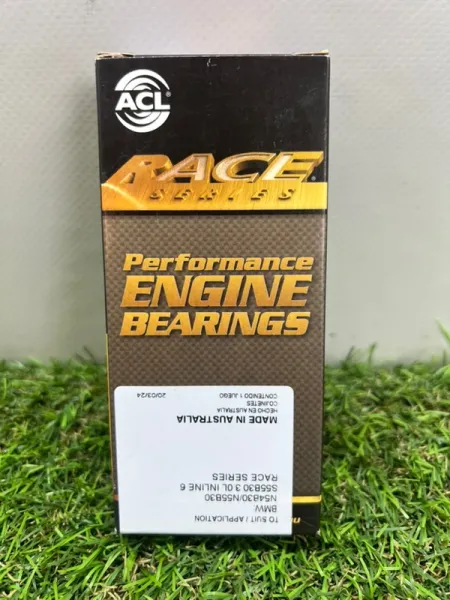 ACL
RACE
SERIES
Performance
ENGINE
BEARINGS
TO SUIT / APPLICATION
BMW:
N54B30/N55B30
S55B30 3.0L INLINE 6
RACE SERIES
MADE IN AUSTRALIA
HECHO EN AUSTRALIA
COJINETES
CONTENIDO 1 JUEGO
20/03/24